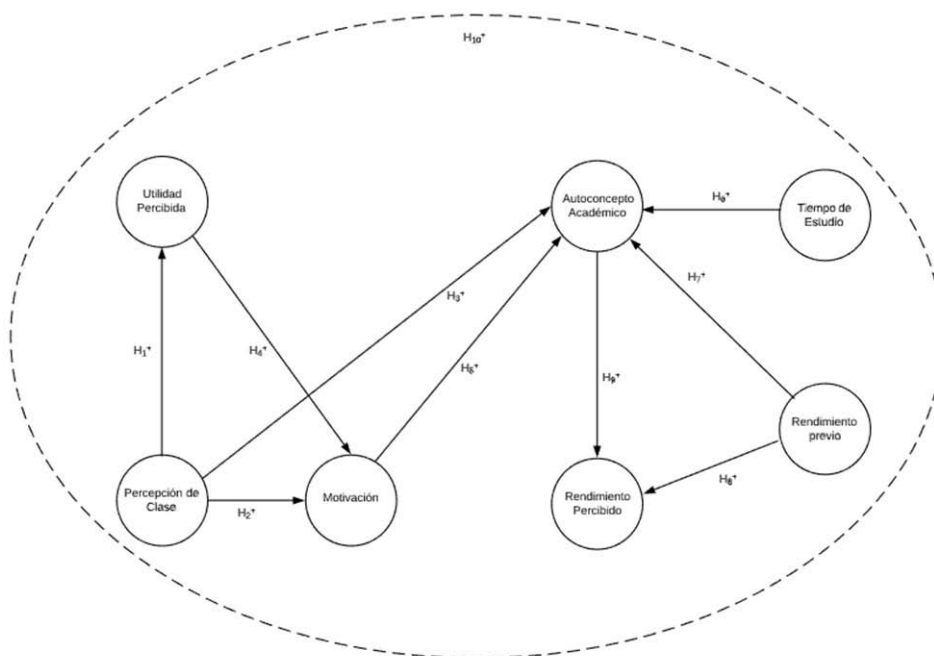 H₁₀⁺
Utilidad
Percibida
Autoconcepto
Académico
H₆⁺
Tiempo de
Estudio
H₇⁺
H₃⁺
H₁⁺
H₄⁺
H₅⁺
H₉⁺
Rendimiento
previo
H₈⁺
Percepción de
Clase
H₂⁺
Motivación
Rendimiento
Percibido